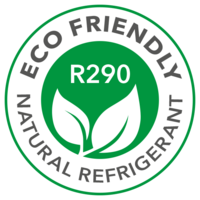 ECO FRIENDLY
R290
NATURAL REFRIGERANT